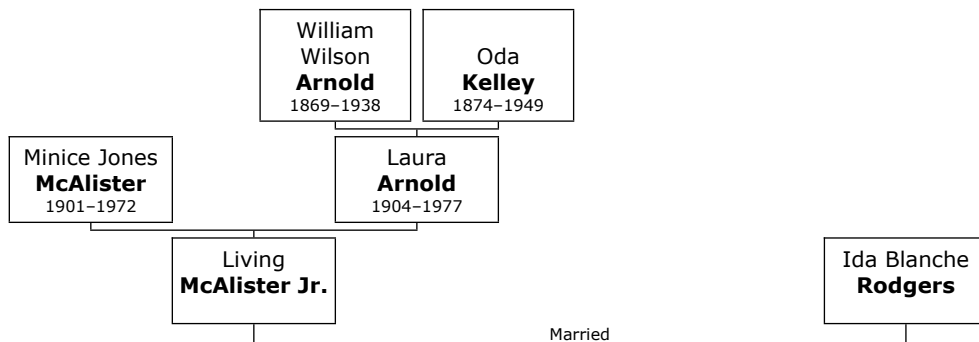 William
Wilson
Arnold
1869–1938
Oda
Kelley
1874–1949
Minice Jones
McAlister
1901–1972
Laura
Arnold
1904–1977
Living
McAlister Jr.
Ida Blanche
Rodgers
Married